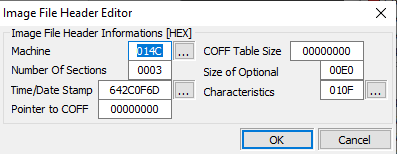 Image File Header Editor
Image File Header Informations [HEX]
Machine 014C ... COFF Table Size 00000000
Number Of Sections 0003 Size of Optional 00E0
Time/Date Stamp 642C0F6D ... Characteristics 010F ...
Pointer to COFF 00000000
OK Cancel